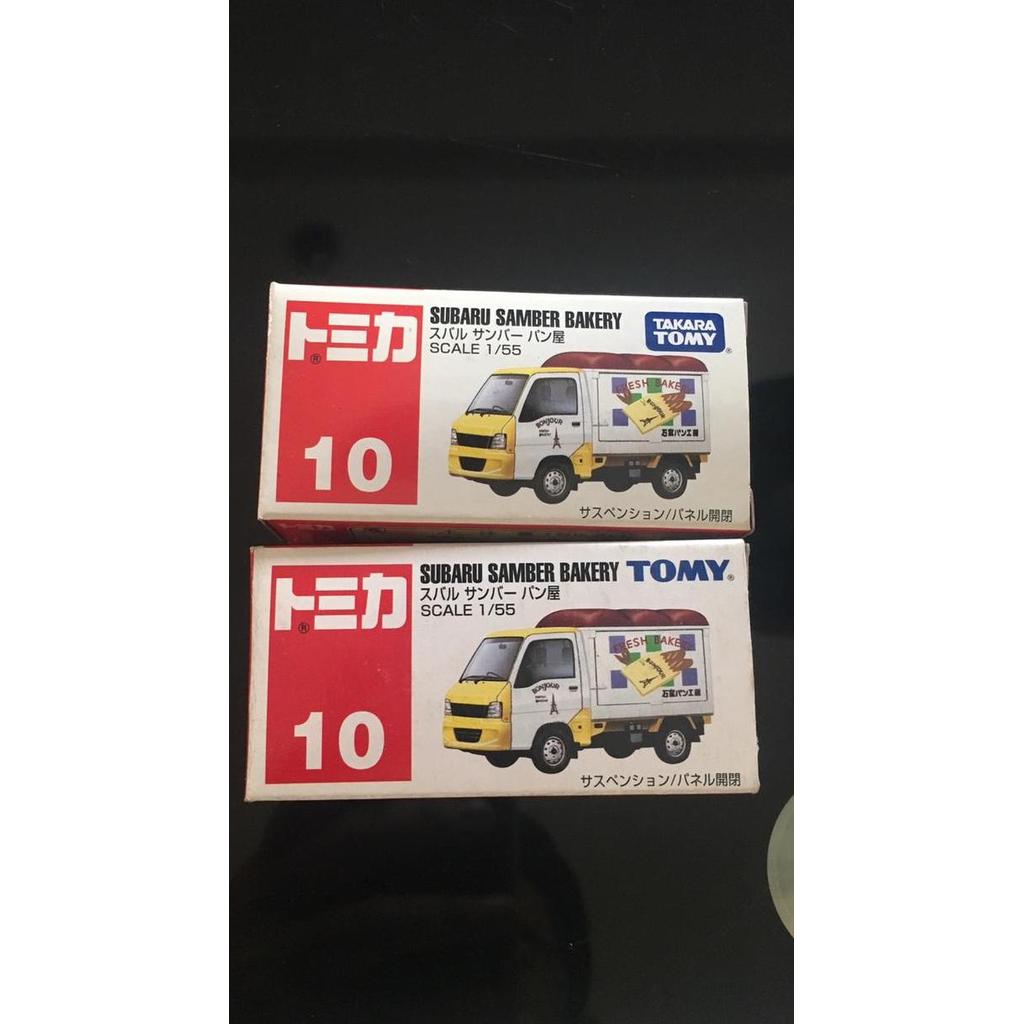 トミカ®
10
SUBARU SAMBER BAKERY
スバル サンバー パン屋
SCALE 1/55
TAKARA
TOMY®
FRESH BAKERY
BONJOUR
BONJOUR
石窯パン工房
サスペンション/パネル開閉
トミカ®
10
SUBARU SAMBER BAKERY
スバル サンバー パン屋
SCALE 1/55
TOMY®
FRESH BAKERY
BONJOUR
BONJOUR
石窯パン工房
サスペンション/パネル開閉